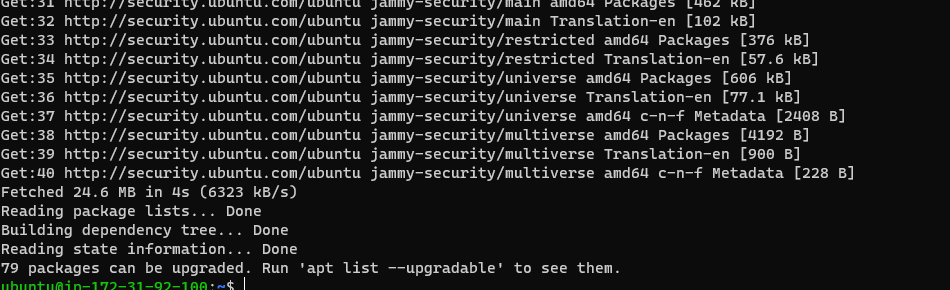 Get:31 http://security.ubuntu.com/ubuntu jammy-security/main amd64 Packages [462 kB]
Get:32 http://security.ubuntu.com/ubuntu jammy-security/main Translation-en [102 kB]
Get:33 http://security.ubuntu.com/ubuntu jammy-security/restricted amd64 Packages [376 kB]
Get:34 http://security.ubuntu.com/ubuntu jammy-security/restricted Translation-en [57.6 kB]
Get:35 http://security.ubuntu.com/ubuntu jammy-security/universe amd64 Packages [606 kB]
Get:36 http://security.ubuntu.com/ubuntu jammy-security/universe Translation-en [77.1 kB]
Get:37 http://security.ubuntu.com/ubuntu jammy-security/universe amd64 c-n-f Metadata [2408 B]
Get:38 http://security.ubuntu.com/ubuntu jammy-security/multiverse amd64 Packages [4192 B]
Get:39 http://security.ubuntu.com/ubuntu jammy-security/multiverse Translation-en [900 B]
Get:40 http://security.ubuntu.com/ubuntu jammy-security/multiverse amd64 c-n-f Metadata [228 B]
Fetched 24.6 MB in 4s (6323 kB/s)
Reading package lists... Done
Building dependency tree... Done
Reading state information... Done
79 packages can be upgraded. Run 'apt list --upgradable' to see them.
ubuntu@ip-172-31-92-100:~$